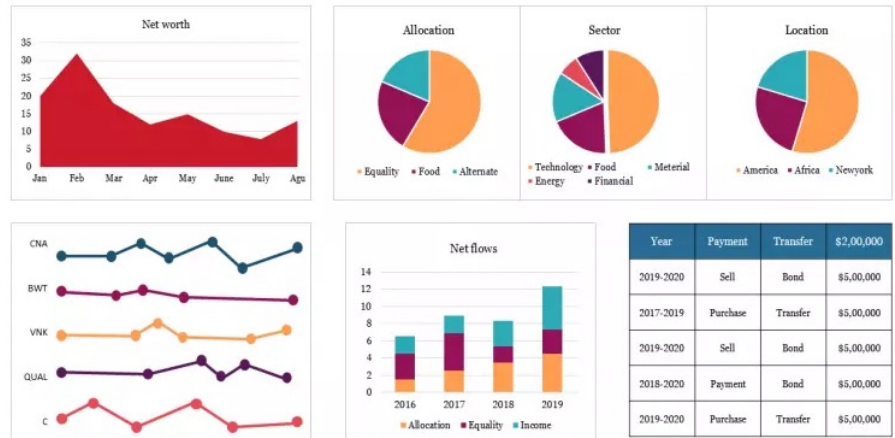 Net worth
35
30
25
20
15
10
5
0
Jan Feb Mar Apr May June July Agu
Allocation
Equality Food Alternate
Sector
Technology Food Meterial
Energy Financial
Location
America Africa Newyork
CNA
BWT
VNK
QUAL
C
Net flows
14
12
10
8
6
4
2
0
2016 2017 2018 2019
Allocation Equality Income
Year Payment Transfer $2,00,000
2019-2020 Sell Bond $5,00,000
2017-2019 Purchase Transfer $5,00,000
2019-2020 Sell Bond $5,00,000
2018-2020 Payment Bond $5,00,000
2019-2020 Purchase Transfer $5,00,000